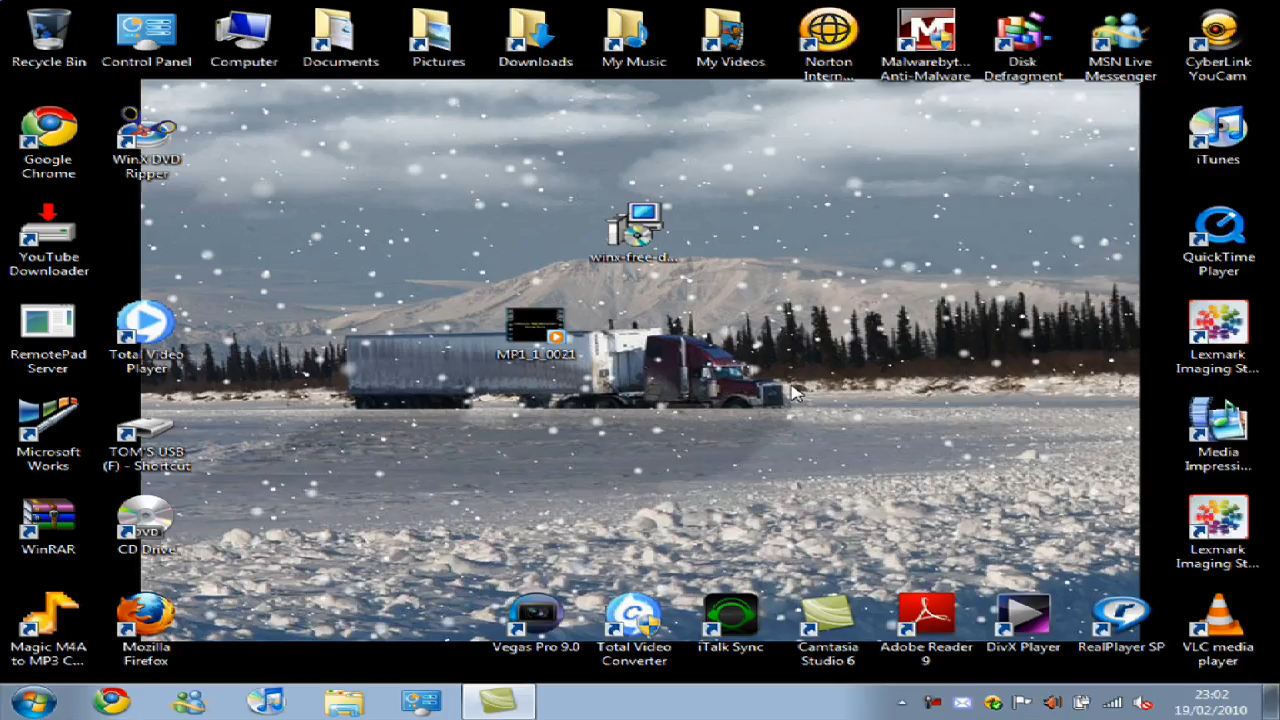 Recycle Bin
Control Panel
Computer
Documents
Pictures
Downloads
My Music
My Videos
Norton
Intern...
Malwarebyt...
Anti-Malware
Disk
Defragment
MSN Live
Messenger
CyberLink
YouCam
Google
Chrome
WinX DVD
Ripper
iTunes
winx-free-d...
YouTube
Downloader
QuickTime
Player
RemotePad
Server
Total Video
Player
MP1_1_0021
Lexmark
Imaging St...
Microsoft
Works
TOM'S USB
(F) - Shortcut
Media
Impressi...
WinRAR
DVD
CD Drive
Lexmark
Imaging St...
Magic M4A
to MP3 C...
Mozilla
Firefox
Vegas Pro 9.0
Total Video
Converter
iTalk Sync
Camtasia
Studio 6
Adobe Reader
9
DivX Player
RealPlayer SP
VLC media
player
23:02
19/02/2010